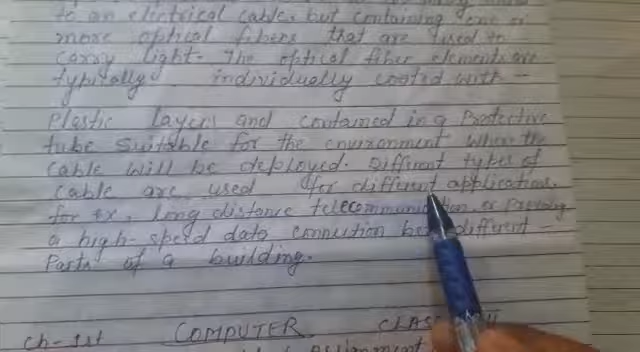 to an electrical cable, but containing one or
more optical fibers that are used to
carry light. The optical fiber elements are
typically individually coated with -
Plastic layers and contained in a Protective
tube suitable for the environment where the
cable will be deployed. Different types of
cable are used for different applications.
for ex, long distance telecommunication or Providing
a high-speed data connection different -
Parts of a building.
Ch-1st COMPUTER CLASS
Assignment